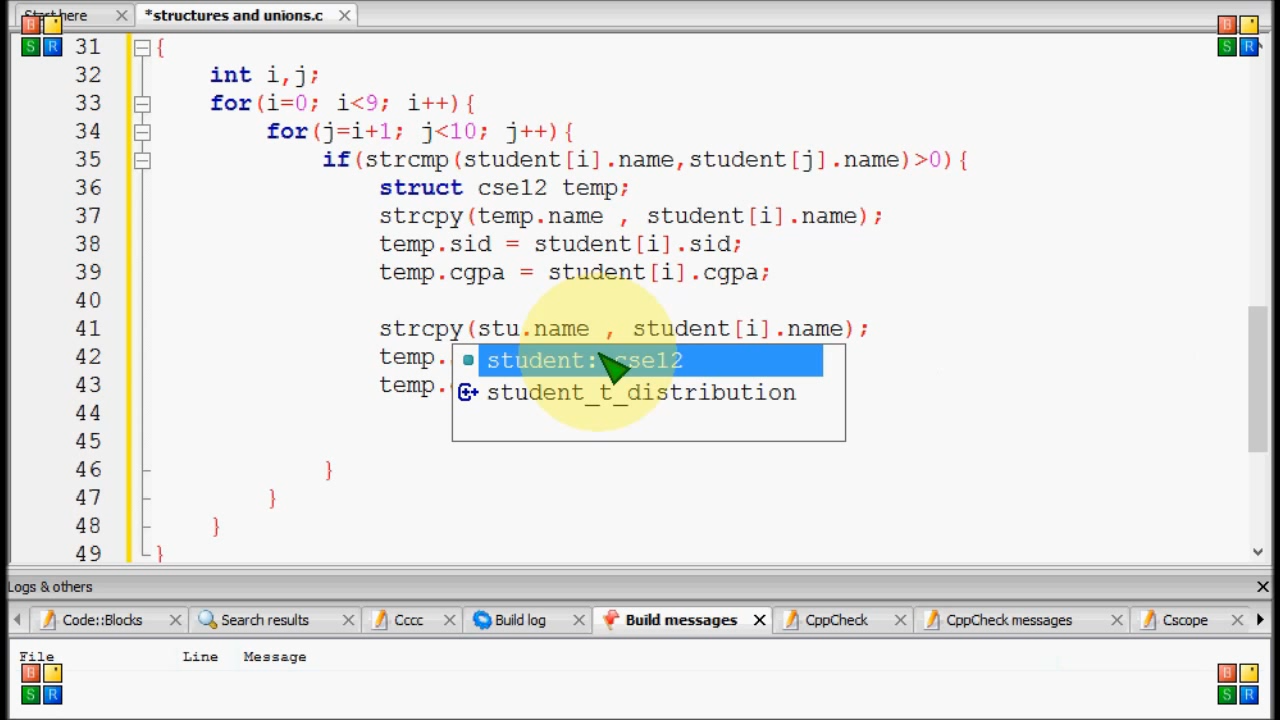 Start here
*structures and unions.c
31 {
32 int i,j;
33 for(i=0; i<9; i++){
34 for(j=i+1; j<10; j++){
35 if(strcmp(student[i].name,student[j].name)>0){
36 struct cse12 temp;
37 strcpy(temp.name , student[i].name);
38 temp.sid = student[i].sid;
39 temp.cgpa = student[i].cgpa;
40
41 strcpy(stu.name , student[i].name);
42 temp.
student: cse12
43 temp.
student_t_distribution
44
45
46 }
47 }
48 }
49 }
Logs & others
Code::Blocks Search results Cccc Build log Build messages CppCheck CppCheck messages Cscope
File Line Message
B
S R
B
S R
B
S R
B
S R